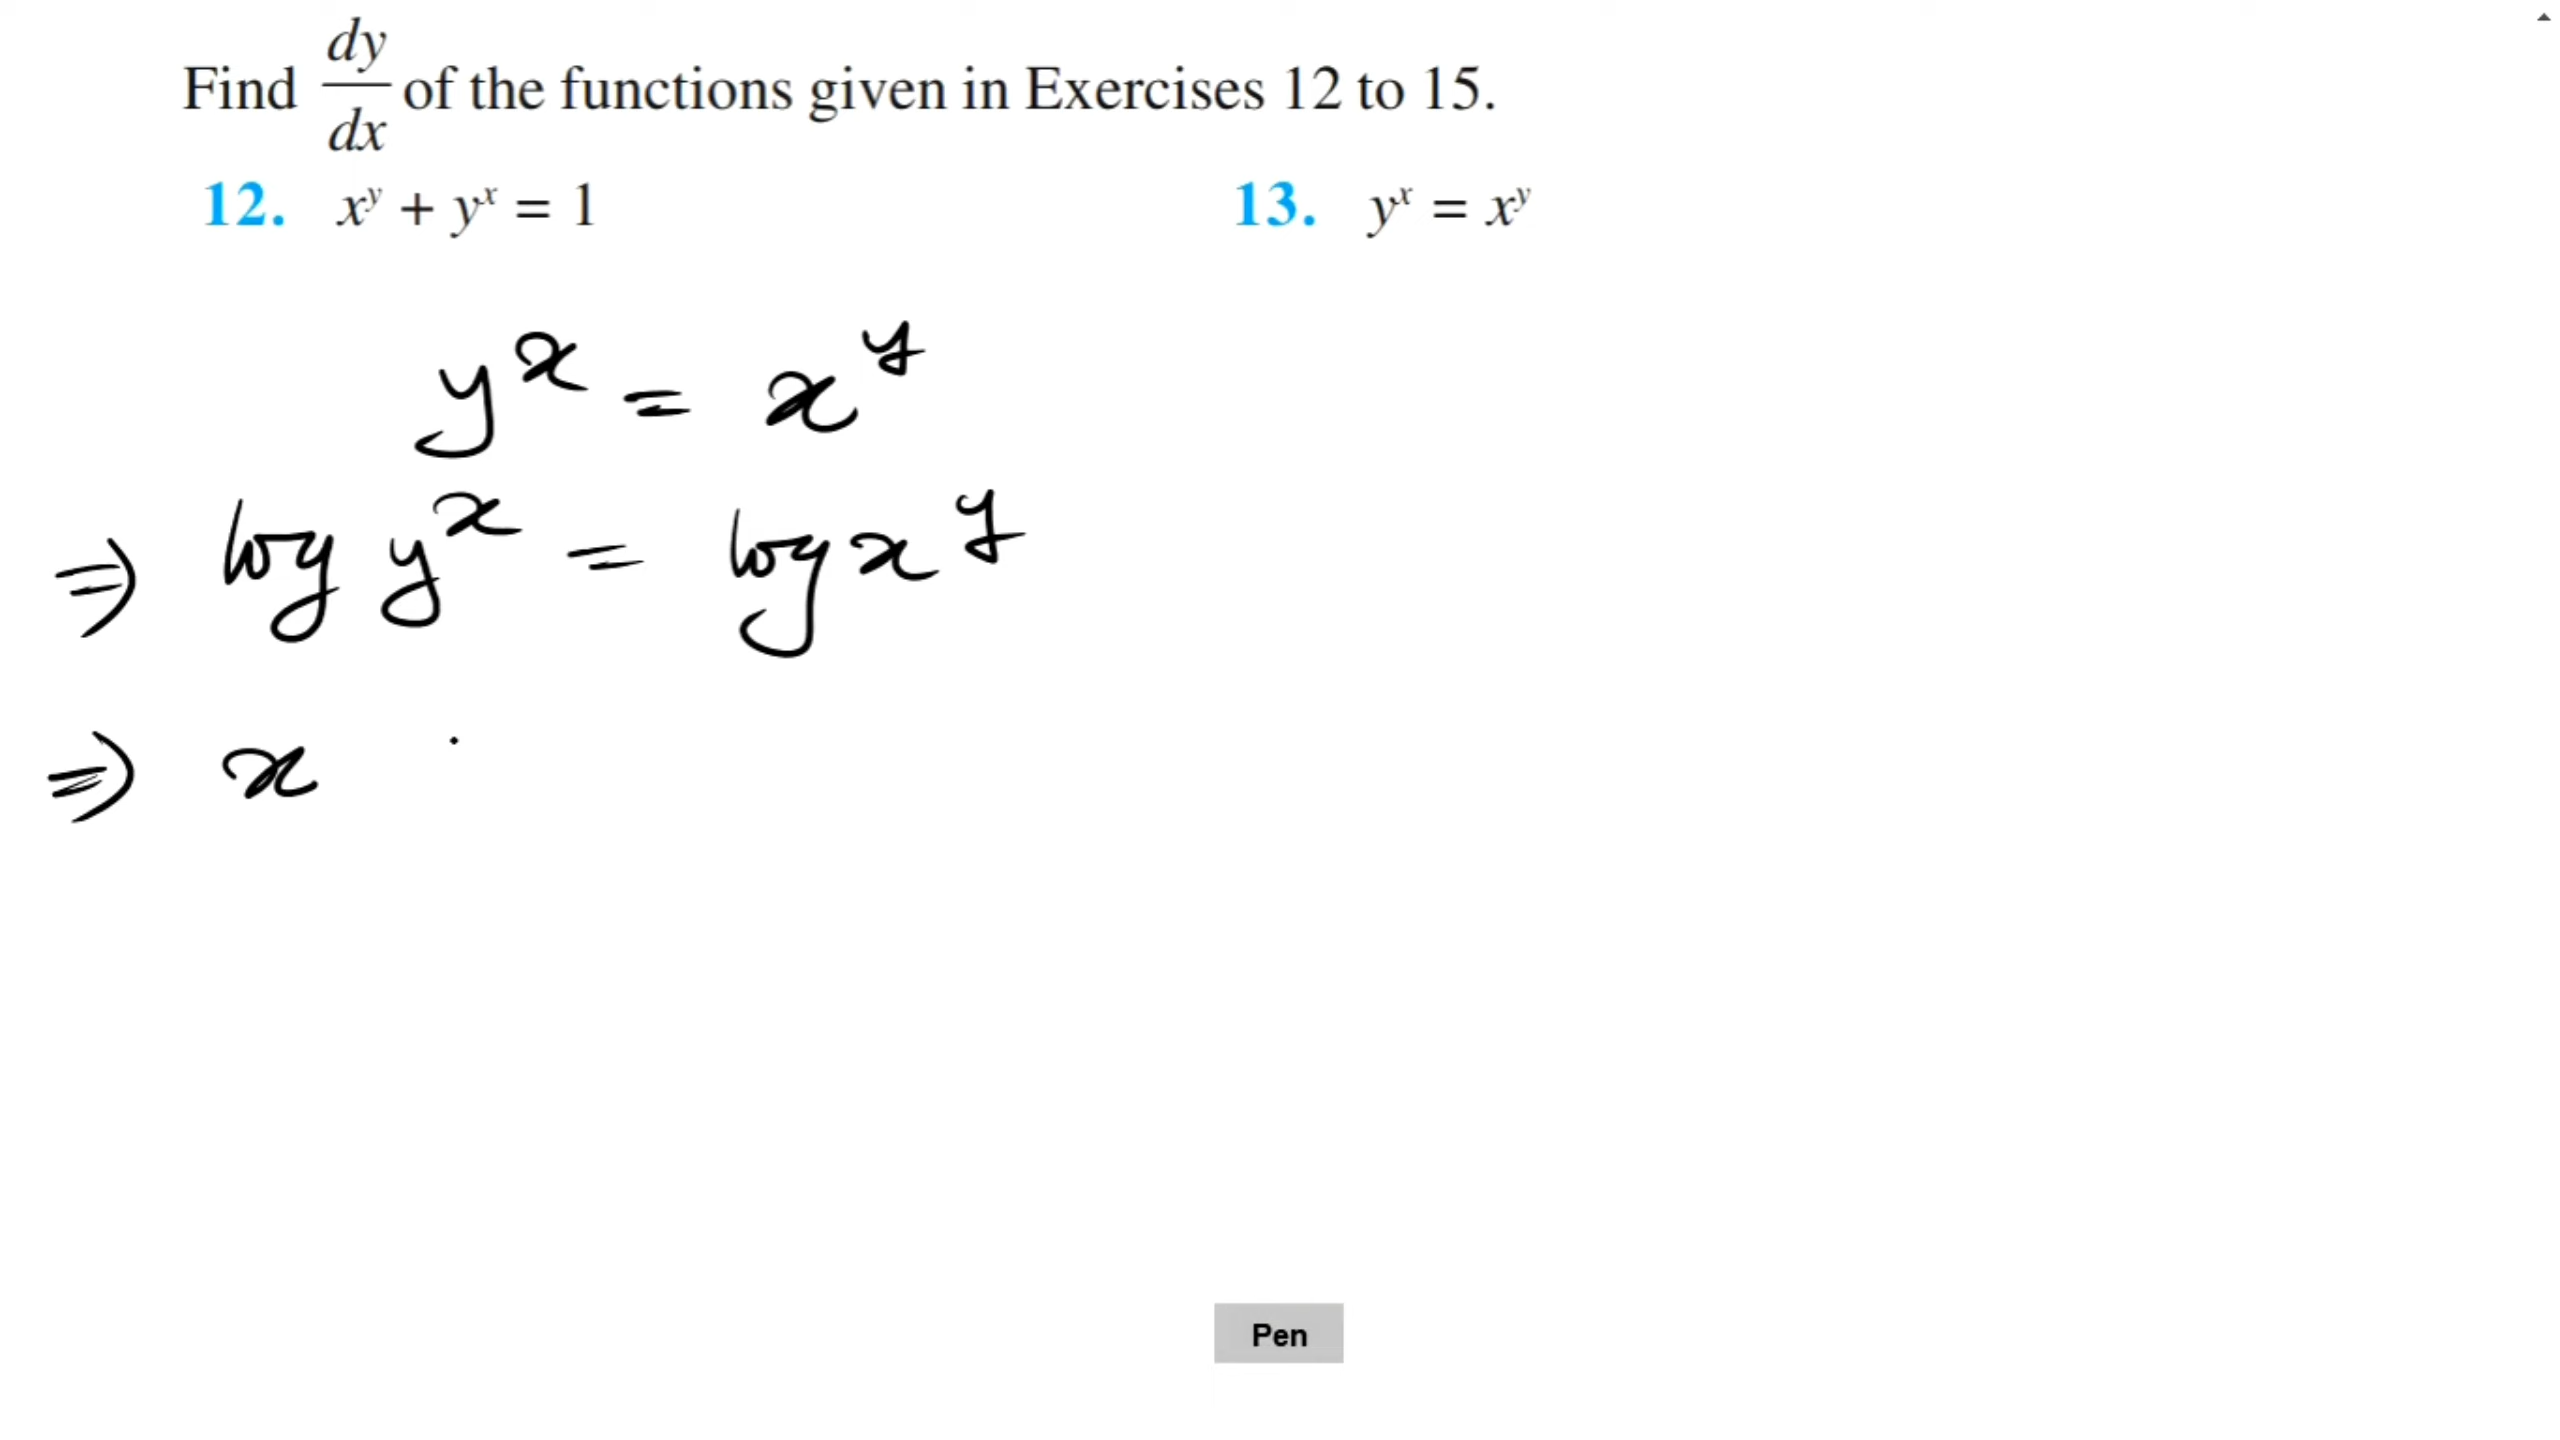 Find dy/dx of the functions given in Exercises 12 to 15.
12. x^y + y^x = 1 13. y^x = x^y
y^x = x^y
⇒ log y^x = log x^y
⇒ x
Pen